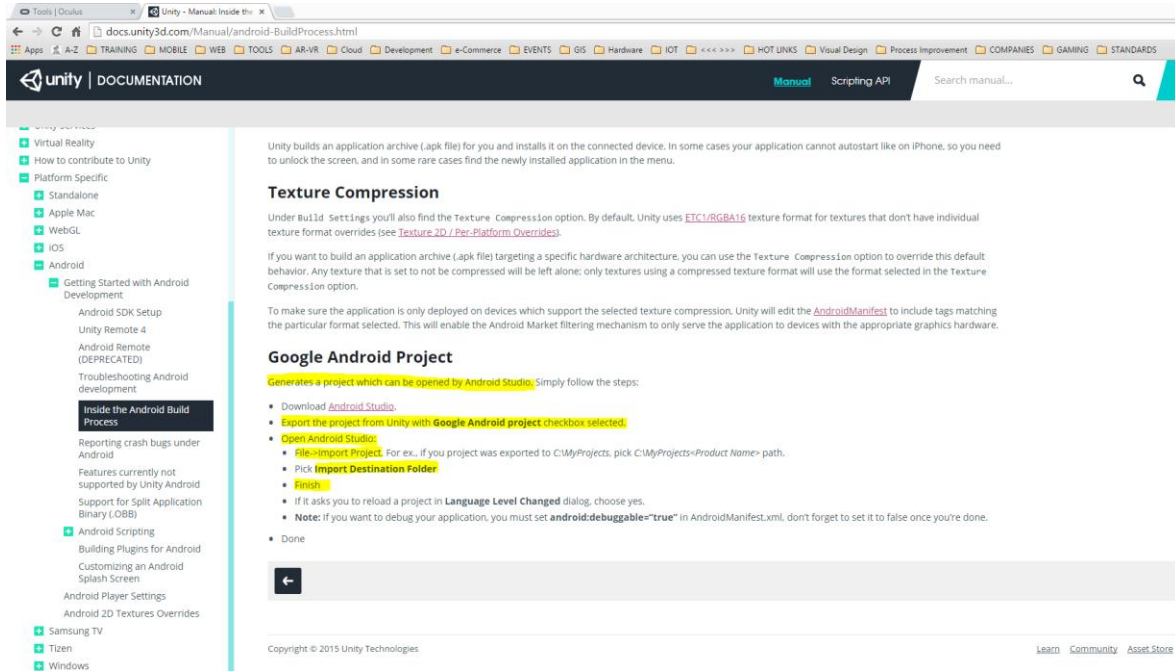 Tools | Oculus
Unity - Manual: Inside the
docs.unity3d.com/Manual/android-BuildProcess.html
Apps A-Z TRAINING MOBILE WEB TOOLS AR-VR Cloud Development e-Commerce EVENTS GIS Hardware IOT <<< >>> HOT LINKS Visual Design Process Improvement COMPANIES GAMING STANDARDS
unity | DOCUMENTATION
Manual Scripting API Search manual...
Unity Services
Virtual Reality
How to contribute to Unity
Platform Specific
Standalone
Apple Mac
WebGL
iOS
Android
Getting Started with Android
Development
Android SDK Setup
Unity Remote 4
Android Remote
(DEPRECATED)
Troubleshooting Android
development
Inside the Android Build
Process
Reporting crash bugs under
Android
Features currently not
supported by Unity Android
Support for Split Application
Binary (.OBB)
Android Scripting
Building Plugins for Android
Customizing an Android
Splash Screen
Android Player Settings
Android 2D Textures Overrides
Samsung TV
Tizen
Windows
Unity builds an application archive (.apk file) for you and installs it on the connected device. In some cases your application cannot autostart like on iPhone, so you need
to unlock the screen, and in some rare cases find the newly installed application in the menu.
Texture Compression
Under Build Settings you'll also find the Texture Compression option. By default, Unity uses ETC1/RGBA16 texture format for textures that don't have individual
texture format overrides (see Texture 2D / Per-Platform Overrides).
If you want to build an application archive (.apk file) targeting a specific hardware architecture, you can use the Texture Compression option to override this default
behavior. Any texture that is set to not be compressed will be left alone; only textures using a compressed texture format will use the format selected in the Texture
Compression option.
To make sure the application is only deployed on devices which support the selected texture compression, Unity will edit the AndroidManifest to include tags matching
the particular format selected. This will enable the Android Market filtering mechanism to only serve the application to devices with the appropriate graphics hardware.
Google Android Project
Generates a project which can be opened by Android Studio. Simply follow the steps:
• Download Android Studio.
• Export the project from Unity with Google Android project checkbox selected.
• Open Android Studio:
• File->Import Project. For ex., if you project was exported to C:\MyProjects, pick C:\MyProjects<Product Name> path.
• Pick Import Destination Folder
• Finish
• If it asks you to reload a project in Language Level Changed dialog, choose yes.
• Note: If you want to debug your application, you must set android:debuggable="true" in AndroidManifest.xml, don't forget to set it to false once you're done.
• Done
Copyright © 2015 Unity Technologies
Learn Community Asset Store